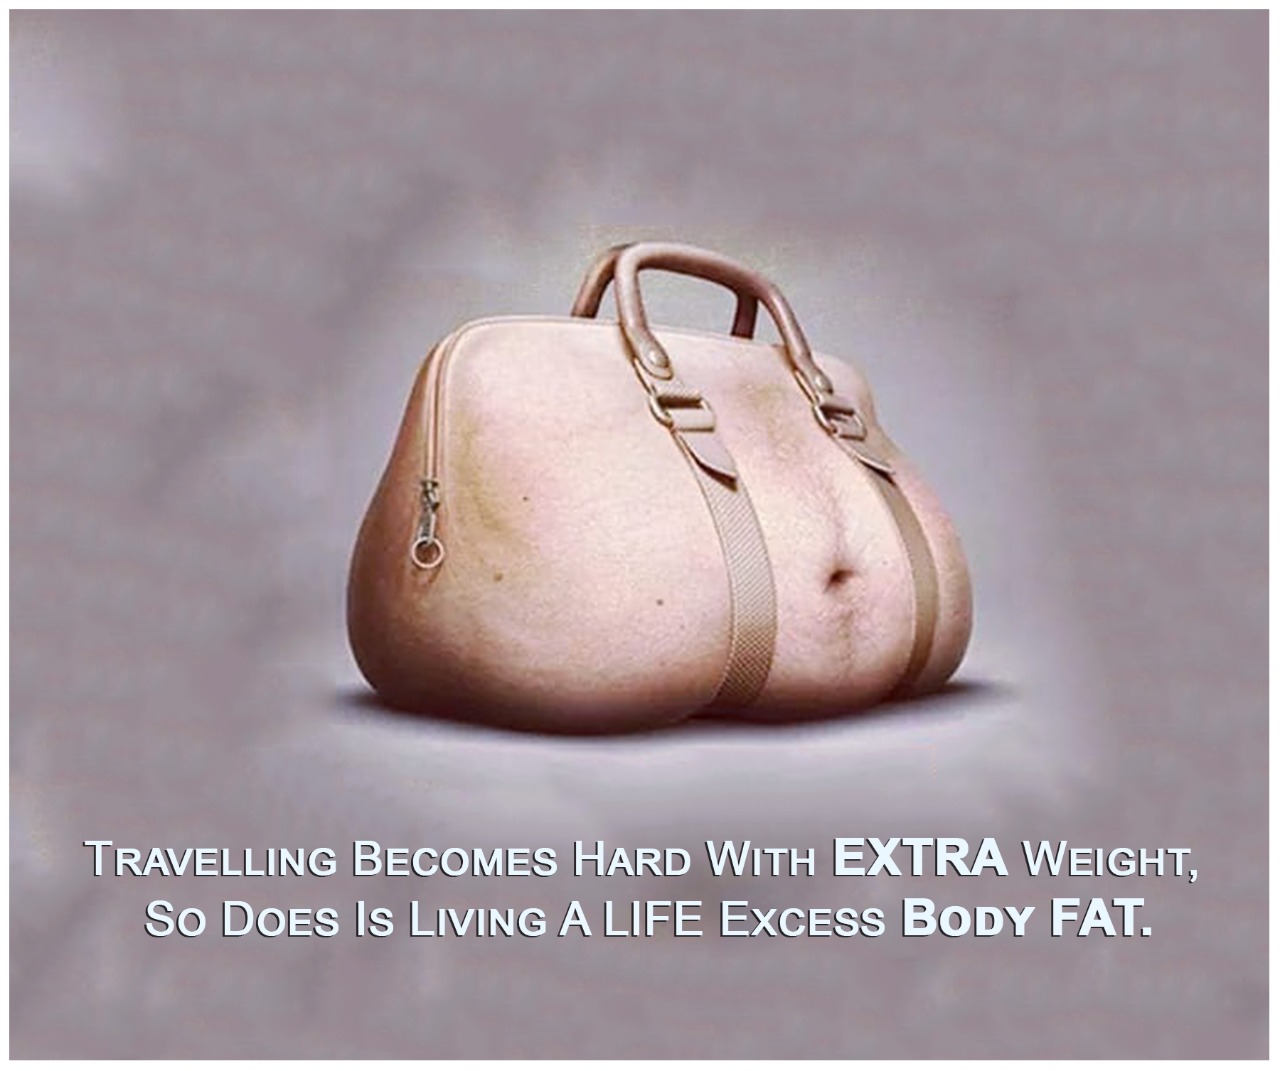 Travelling Becomes Hard With EXTRA Weight,
So Does Is Living A LIFE Excess Body FAT.